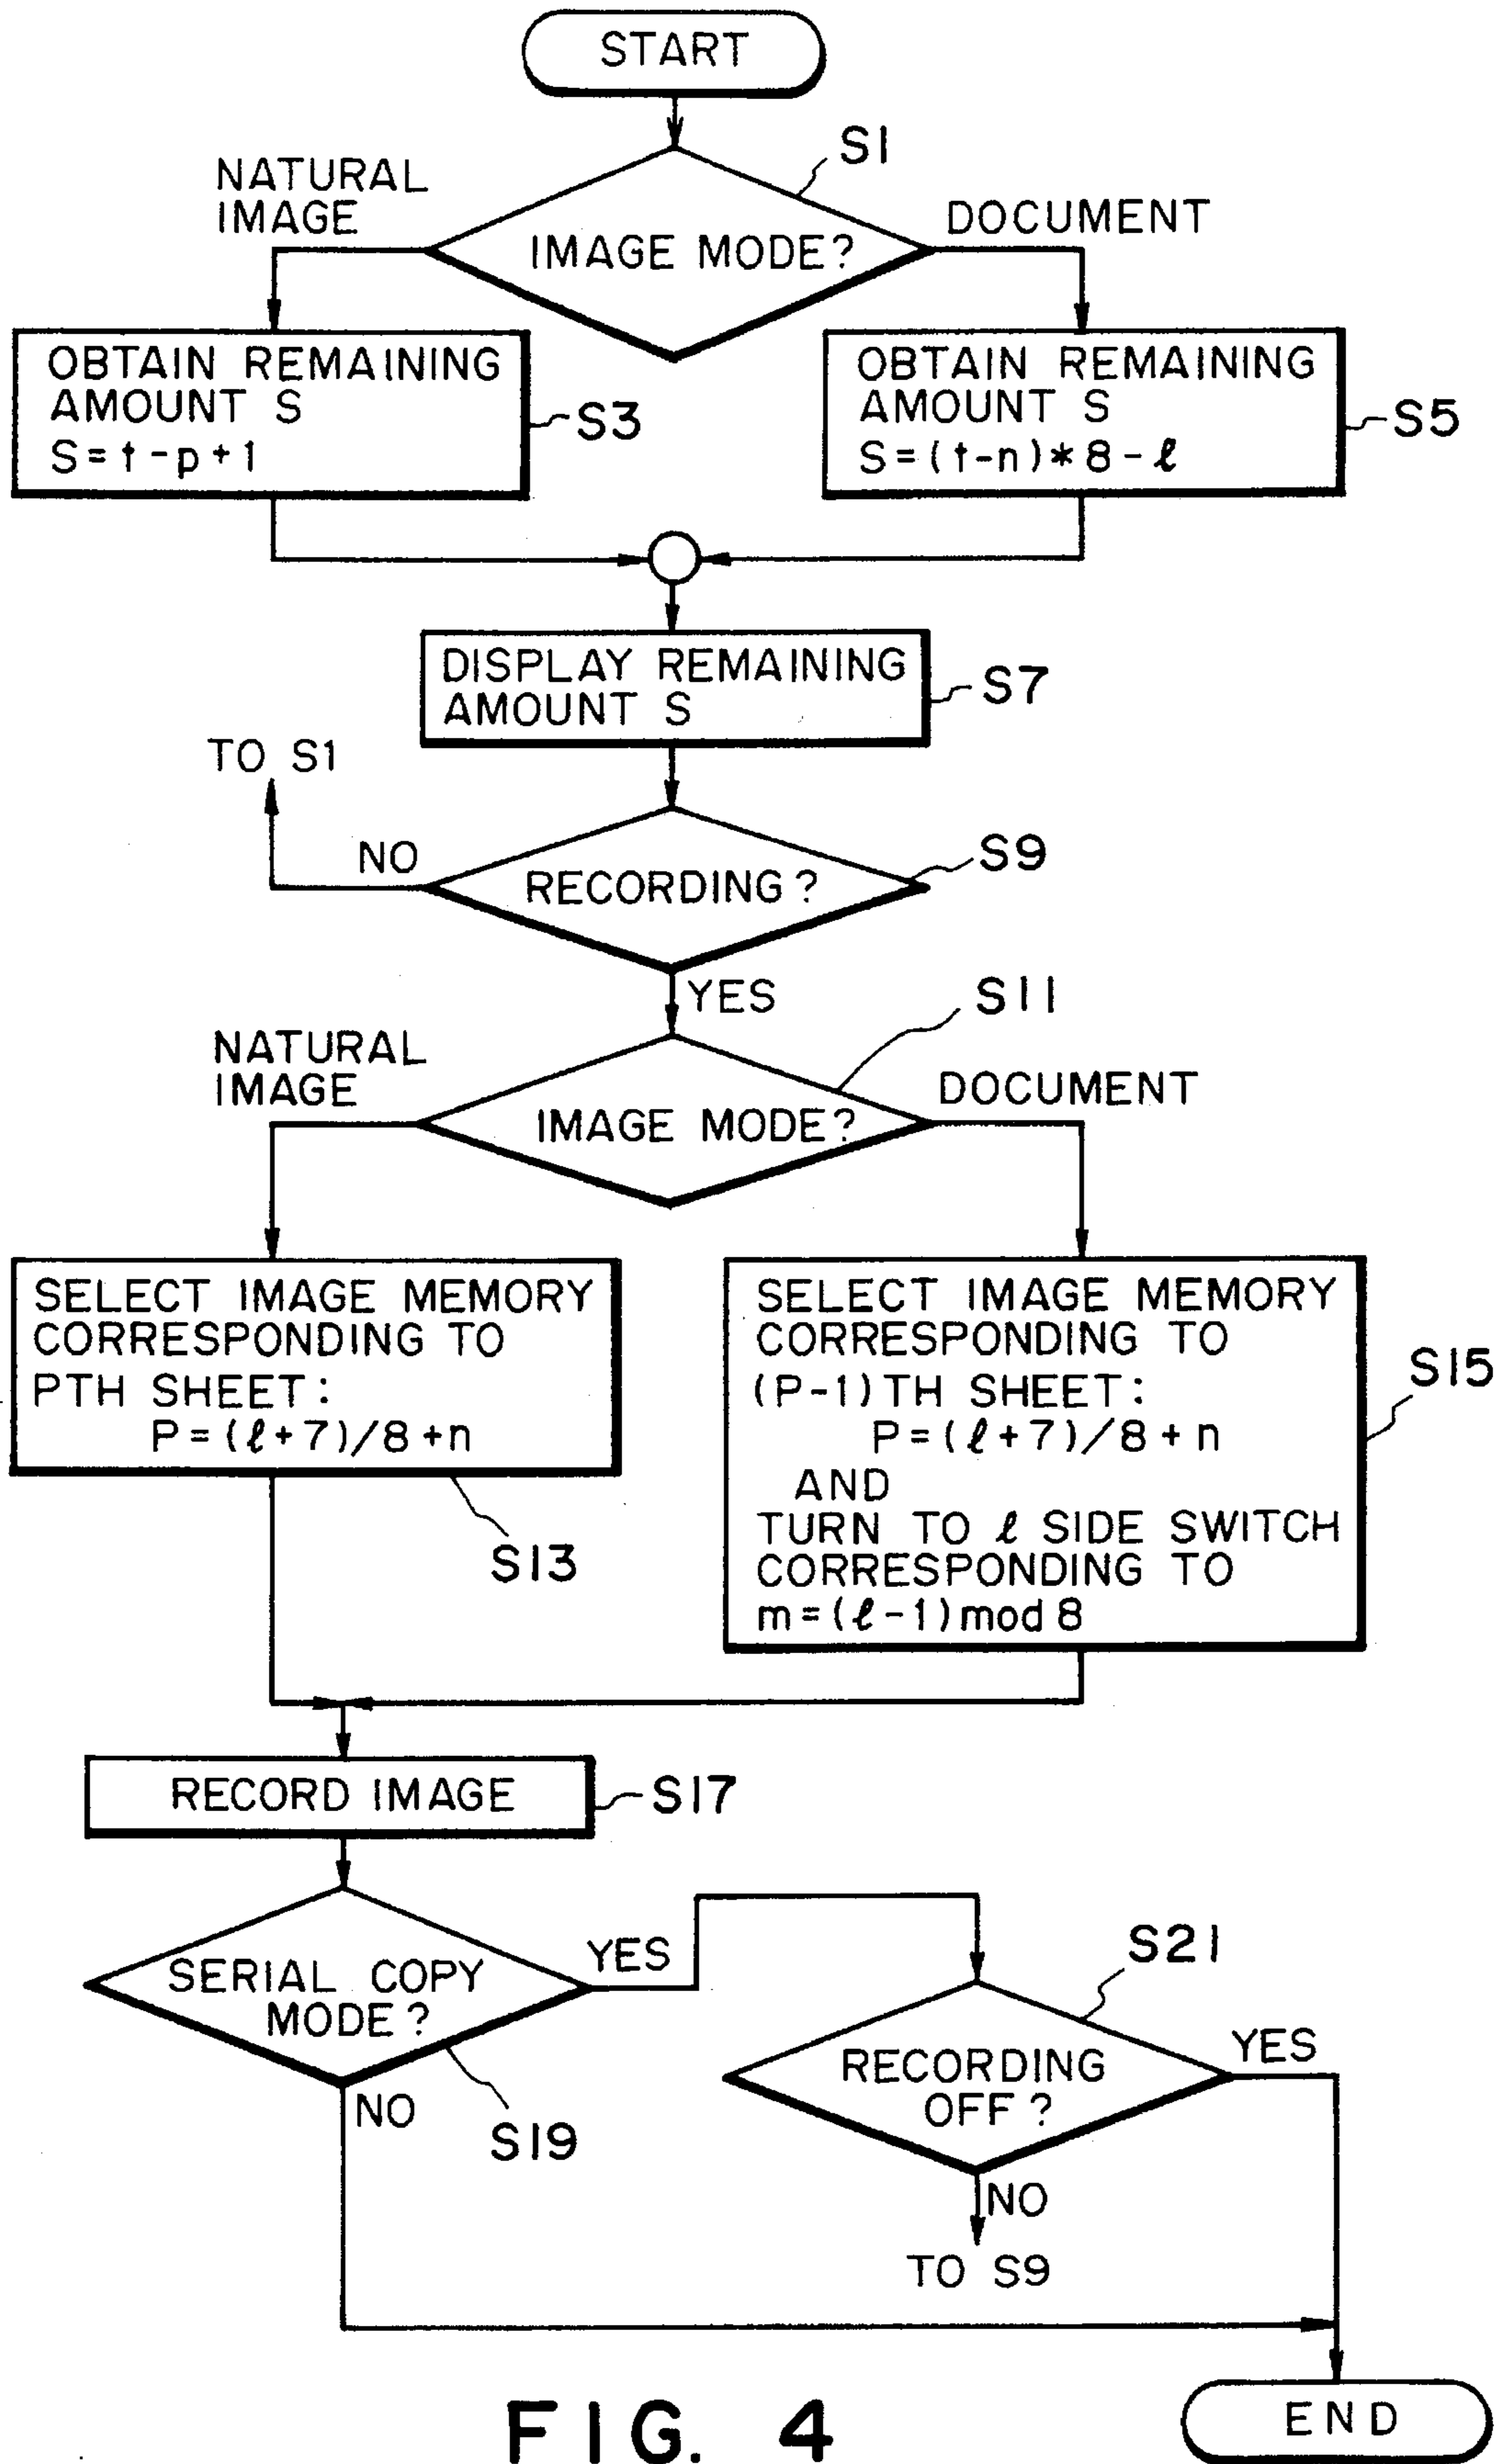 START
S1
NATURAL
IMAGE
IMAGE MODE?
DOCUMENT
OBTAIN REMAINING
AMOUNT S
S=t-p+1
S3
OBTAIN REMAINING
AMOUNT S
S=(t-n)*8-ℓ
S5
DISPLAY REMAINING
AMOUNT S
S7
TO S1
NO
RECORDING?
S9
YES
S11
NATURAL
IMAGE
IMAGE MODE?
DOCUMENT
SELECT IMAGE MEMORY
CORRESPONDING TO
PTH SHEET:
P=(ℓ+7)/8+n
S13
SELECT IMAGE MEMORY
CORRESPONDING TO
(P-1)TH SHEET:
P=(ℓ+7)/8+n
AND
TURN TO ℓ SIDE SWITCH
CORRESPONDING TO
m=(ℓ-1)mod 8
S15
RECORD IMAGE
S17
SERIAL COPY
MODE?
YES
NO
S19
S21
RECORDING
OFF?
YES
NO
TO S9
END
FIG. 4